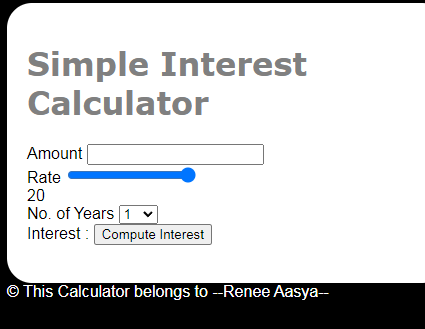 Simple Interest
Calculator
Amount
Rate
20
No. of Years 1
Interest : Compute Interest
© This Calculator belongs to --Renee Aasya--